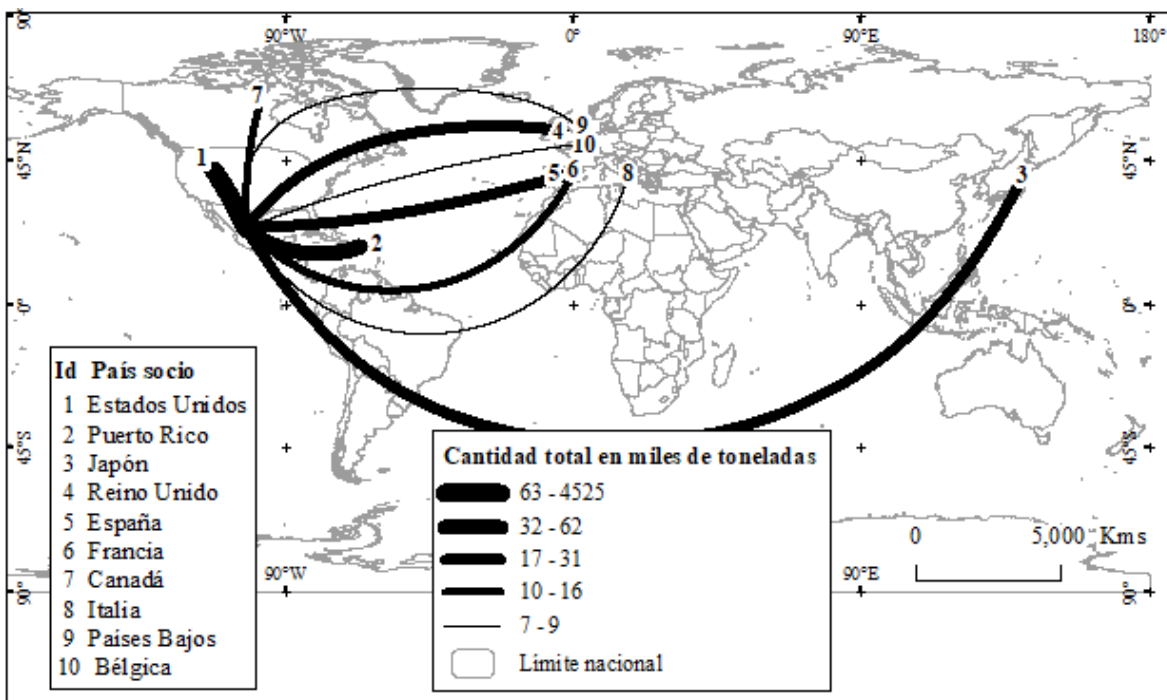 90°
90°W
0°
90°E
180°
7
9
4
10
1
45°N
5
6
8
3
45°N
2
0°
0°
45°S
45°S
Id País socio
1 Estados Unidos
2 Puerto Rico
3 Japón
4 Reino Unido
5 España
6 Francia
7 Canadá
8 Italia
9 Países Bajos
10 Bélgica
Cantidad total en miles de toneladas
63 - 4525
32 - 62
17 - 31
10 - 16
7 - 9
Límite nacional
0 5,000 Kms
90°W
90°E
90°
90°